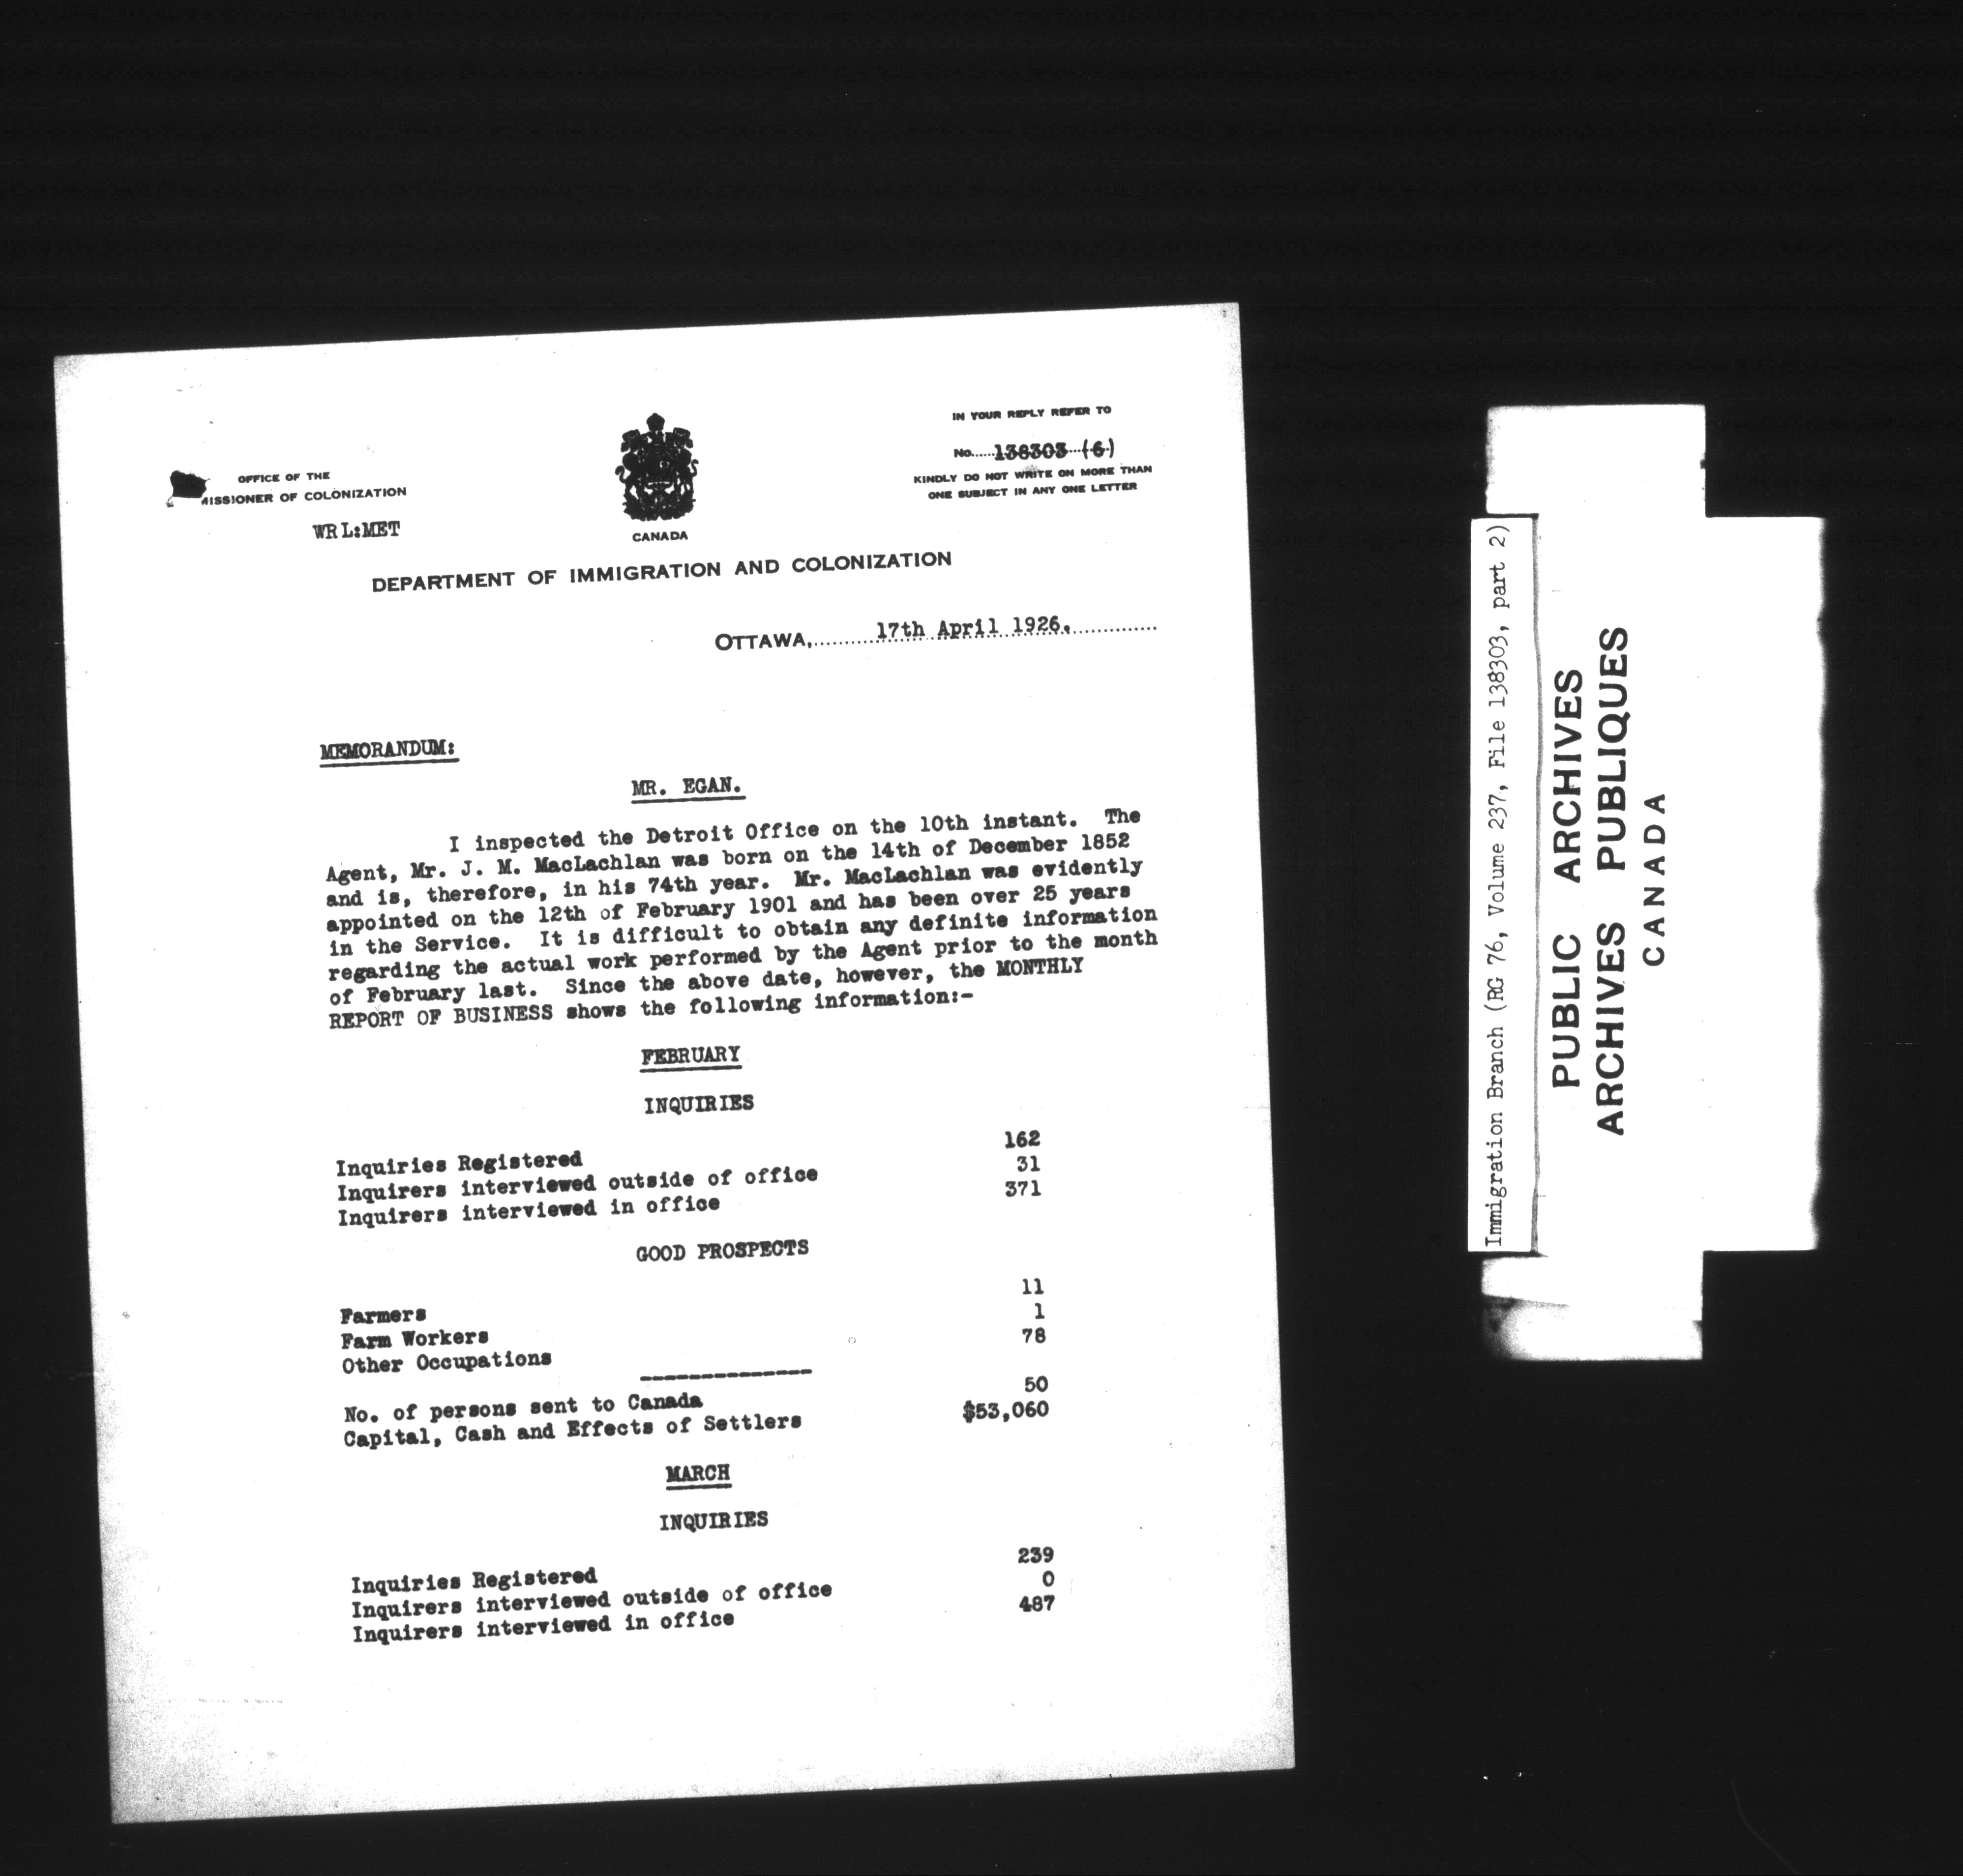 IN YOUR REPLY REFER TO
No.....138303 (6)
KINDLY DO NOT WRITE ON MORE THAN
ONE SUBJECT IN ANY ONE LETTER
OFFICE OF THE
MISSIONER OF COLONIZATION
WRL:MET
CANADA
DEPARTMENT OF IMMIGRATION AND COLONIZATION
OTTAWA,..........17th April 1926...............
MEMORANDUM:
MR. EGAN.
I inspected the Detroit Office on the 10th instant. The
Agent, Mr. J. M. MacLachlan was born on the 14th of December 1852
and is, therefore, in his 74th year. Mr. MacLachlan was evidently
appointed on the 12th of February 1901 and has been over 25 years
in the Service. It is difficult to obtain any definite information
regarding the actual work performed by the Agent prior to the month
of February last. Since the above date, however, the MONTHLY
REPORT OF BUSINESS shows the following information:-
FEBRUARY
INQUIRIES
Inquiries Registered 162
Inquirers interviewed outside of office 31
Inquirers interviewed in office 371
GOOD PROSPECTS
Farmers 11
Farm Workers 1
Other Occupations 78
--------------
No. of persons sent to Canada 50
Capital, Cash and Effects of Settlers $53,060
MARCH
INQUIRIES
Inquiries Registered 239
Inquirers interviewed outside of office 0
Inquirers interviewed in office 487
Immigration Branch (RG 76, Volume 237, File 138303, part 2)
PUBLIC ARCHIVES
ARCHIVES PUBLIQUES
CANADA